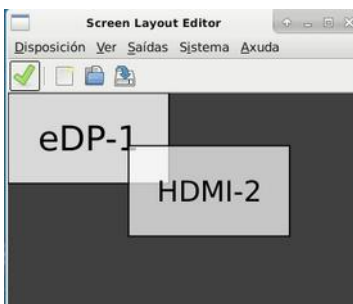 Screen Layout Editor
Disposición Ver Saídas Sistema Axuda
eDP-1
HDMI-2